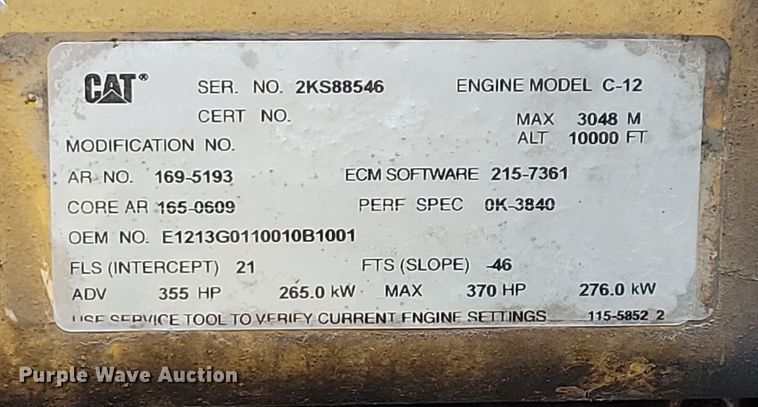 CAT® SER. NO. 2KS88546 ENGINE MODEL C-12
CERT NO. MAX 3048 M
MODIFICATION NO. ALT 10000 FT
AR NO. 169-5193 ECM SOFTWARE 215-7361
CORE AR 165-0609 PERF SPEC 0K-3840
OEM NO. E1213G0110010B1001
FLS (INTERCEPT) 21 FTS (SLOPE) -46
ADV 355 HP 265.0 kW MAX 370 HP 276.0 kW
USE SERVICE TOOL TO VERIFY CURRENT ENGINE SETTINGS 115-5852 2
Purple Wave Auction